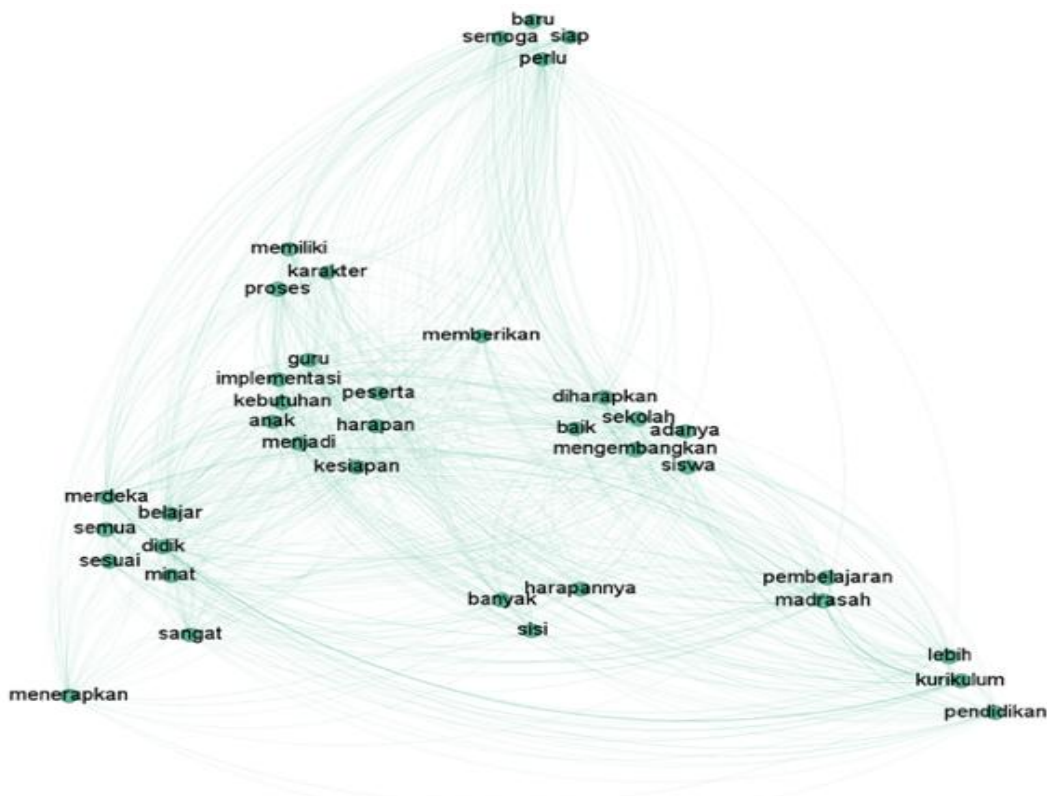 baru
semoga siap
perlu
memiliki
karakter
proses
memberikan
guru
implementasi
peserta
kebutuhan
anak
harapan
menjadi
kesiapan
diharapkan
sekolah
baik
adanya
mengembangkan
siswa
merdeka
belajar
semua
didik
sesuai
minat
sangat
menerapkan
harapannya
banyak
sisi
pembelajaran
madrasah
lebih
kurikulum
pendidikan